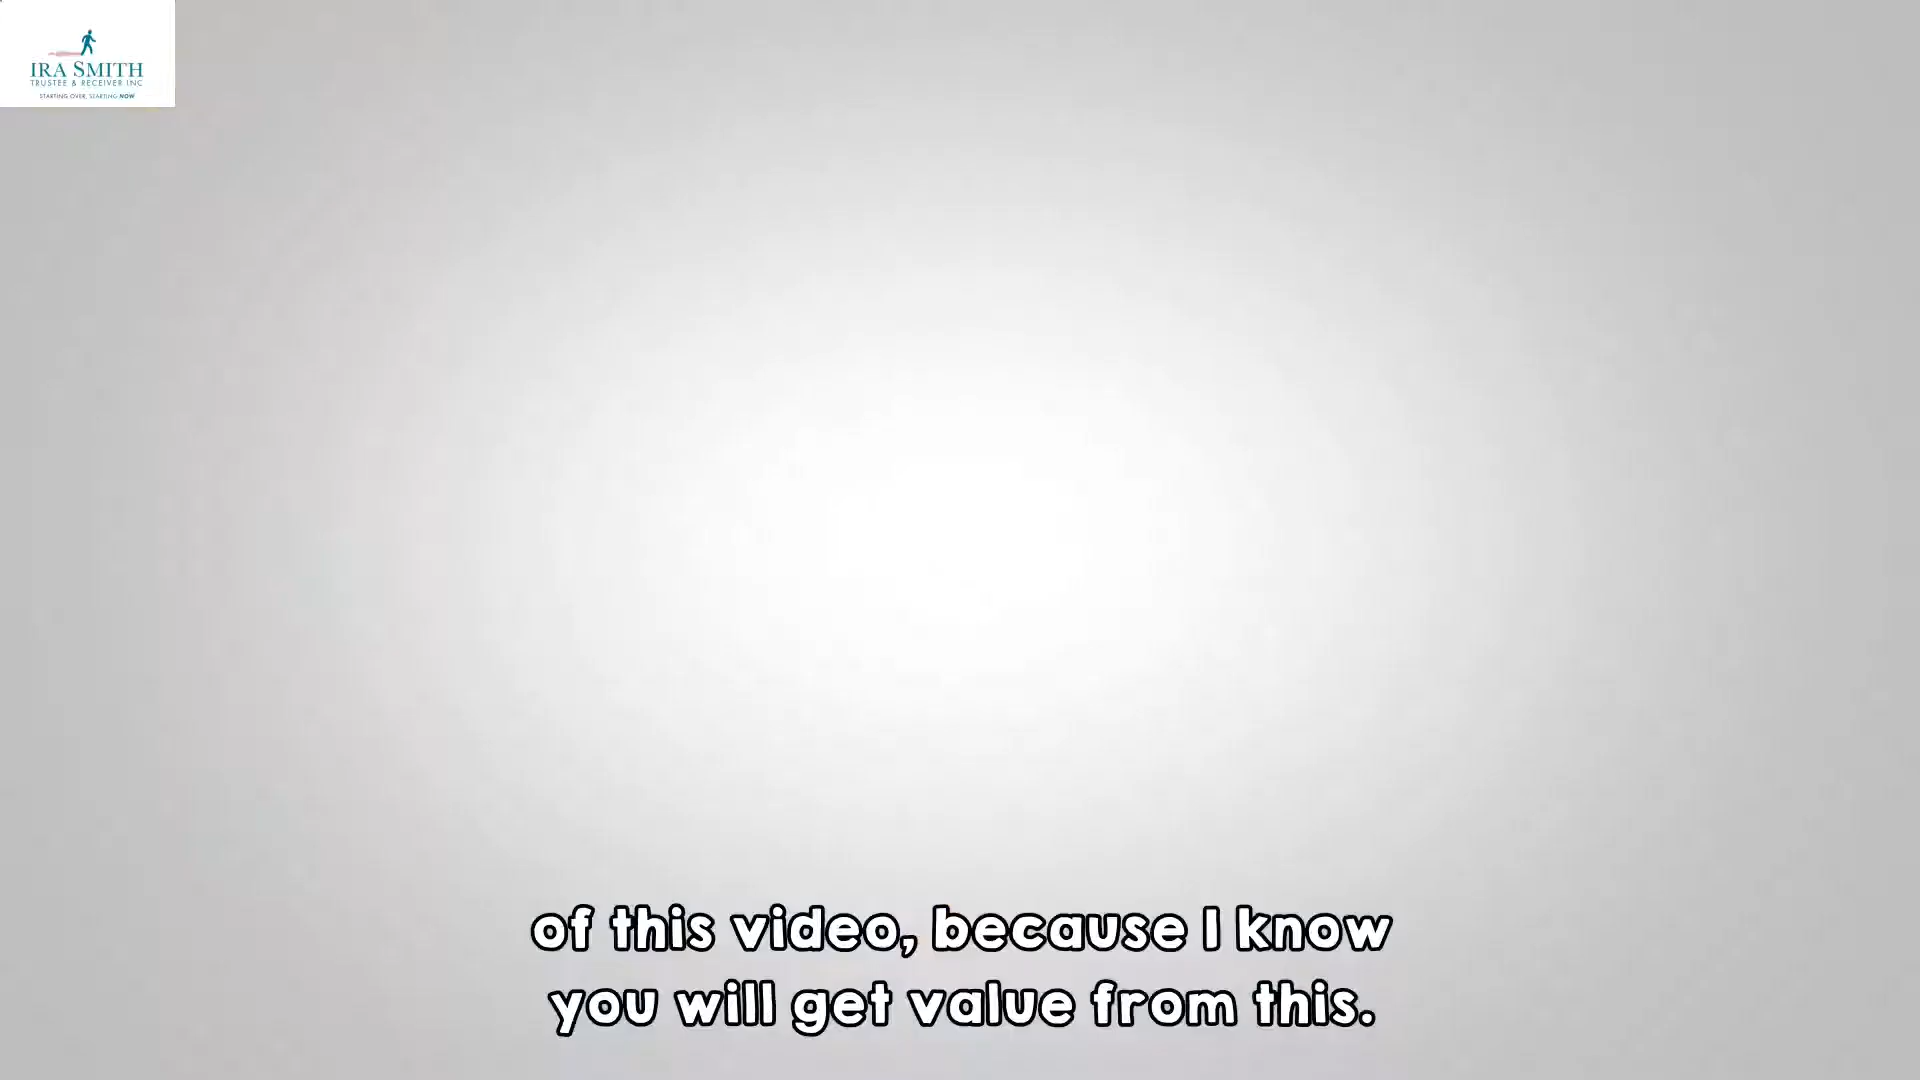 IRA SMITH
TRUSTEE & RECEIVER INC
STARTING OVER, STARTING NOW
of this video, because I know
you will get value from this.